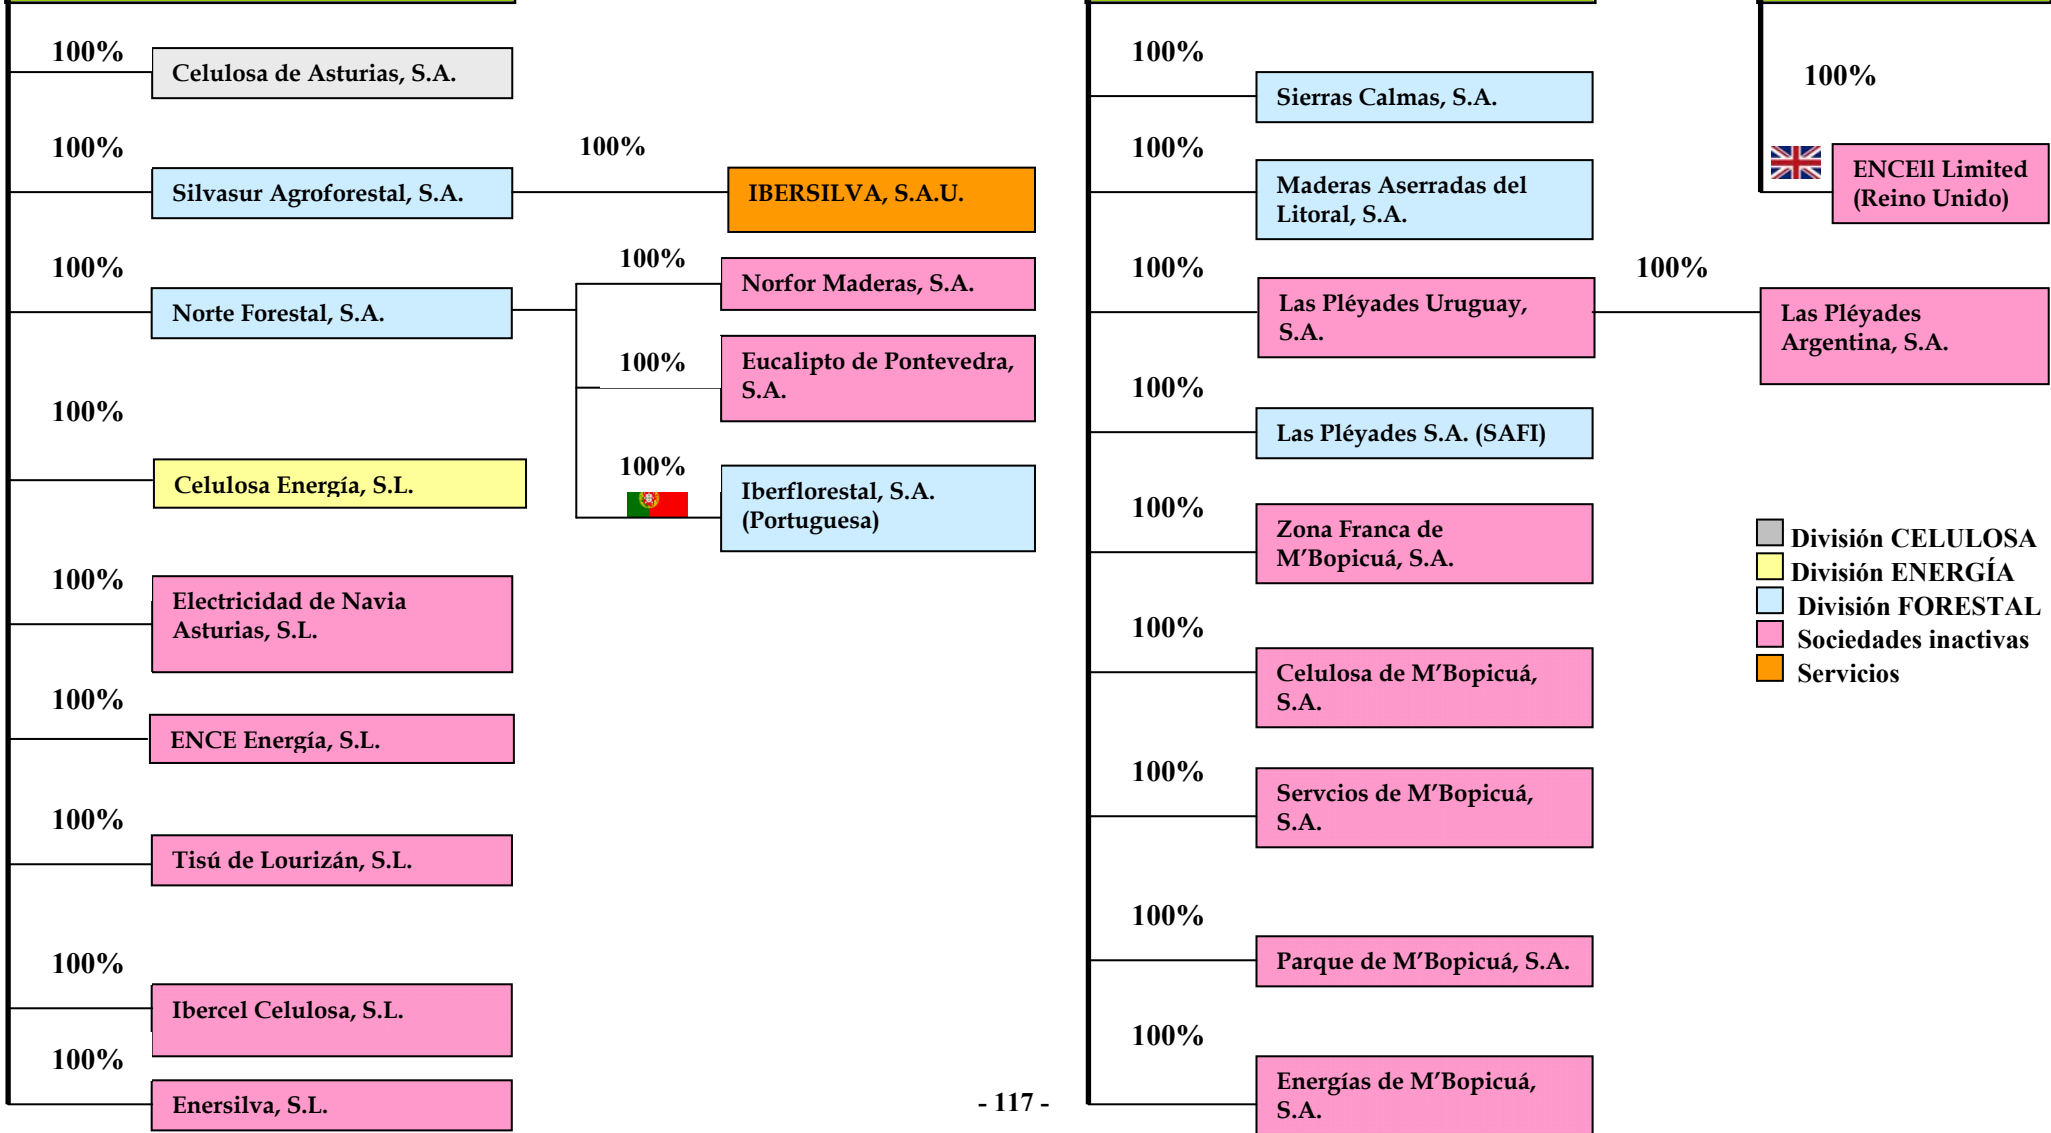 100%
Celulosa de Asturias, S.A.
100%
Silvasur Agroforestal, S.A.
100%
IBERSILVA, S.A.U.
100%
Norte Forestal, S.A.
100%
Norfor Maderas, S.A.
100%
Eucalipto de Pontevedra,
S.A.
100%
Iberflorestal, S.A.
(Portuguesa)
100%
Celulosa Energía, S.L.
100%
Electricidad de Navia
Asturias, S.L.
100%
ENCE Energía, S.L.
100%
Tisú de Lourizán, S.L.
100%
Ibercel Celulosa, S.L.
100%
Enersilva, S.L.
100%
Sierras Calmas, S.A.
100%
Maderas Aserradas del
Litoral, S.A.
100%
Las Pléyades Uruguay,
S.A.
100%
Las Pléyades
Argentina, S.A.
100%
Las Pléyades S.A. (SAFI)
100%
Zona Franca de
M’Bopicuá, S.A.
100%
Celulosa de M’Bopicuá,
S.A.
100%
Servcios de M’Bopicuá,
S.A.
100%
Parque de M’Bopicuá, S.A.
100%
Energías de M’Bopicuá,
S.A.
100%
ENCEll Limited
(Reino Unido)
División CELULOSA
División ENERGÍA
División FORESTAL
Sociedades inactivas
Servicios
- 117 -